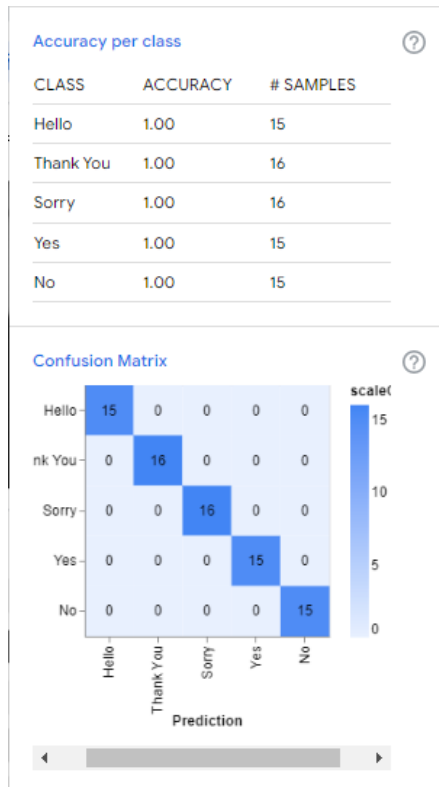 Accuracy per class
CLASS ACCURACY # SAMPLES
Hello 1.00 15
Thank You 1.00 16
Sorry 1.00 16
Yes 1.00 15
No 1.00 15
Confusion Matrix
scale(
Hello 15 0 0 0 0 15
nk You 0 16 0 0 0
10
Sorry 0 0 16 0 0
5
Yes 0 0 0 15 0
No 0 0 0 0 15 0
Hello Thank You Sorry Yes No
Prediction